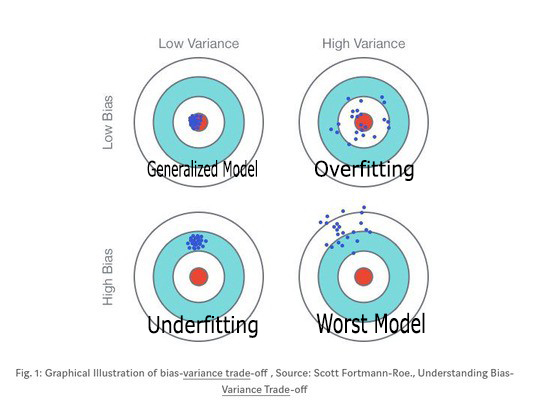 Low Variance
High Variance
Low Bias
Generalized Model
Overfitting
High Bias
Underfitting
Worst Model
Fig. 1: Graphical Illustration of bias-variance trade-off , Source: Scott Fortmann-Roe., Understanding Bias-
Variance Trade-off